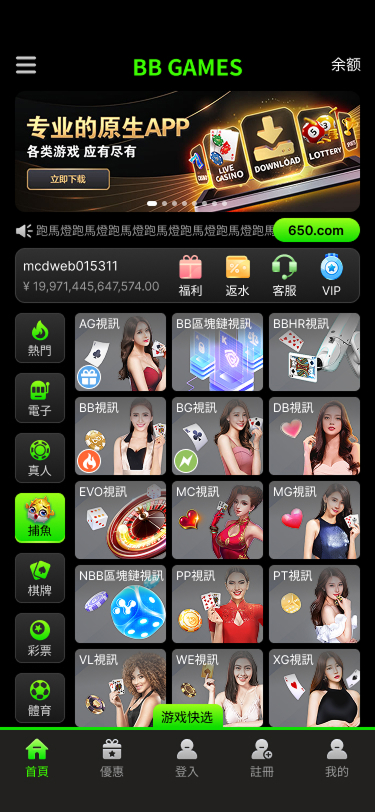 BB GAMES
余额
专业的原生APP
各类游戏 应有尽有
立即下载
LIVE CASINO
DOWNLOAD
LOTTERY
跑馬燈跑馬燈跑馬燈跑馬燈跑馬燈跑馬燈跑馬
650.com
mcdweb015311
¥ 19,971,445,647,574.00
福利
返水
客服
VIP
熱門
電子
真人
捕魚
棋牌
彩票
體育
AG視訊
BB區塊鏈視訊
BBHR視訊
BB視訊
BG視訊
DB視訊
EVO視訊
MC視訊
MG視訊
NBB區塊鏈視訊
PP視訊
PT視訊
VL視訊
WE視訊
XG視訊
游戏快选
首頁
優惠
登入
註冊
我的